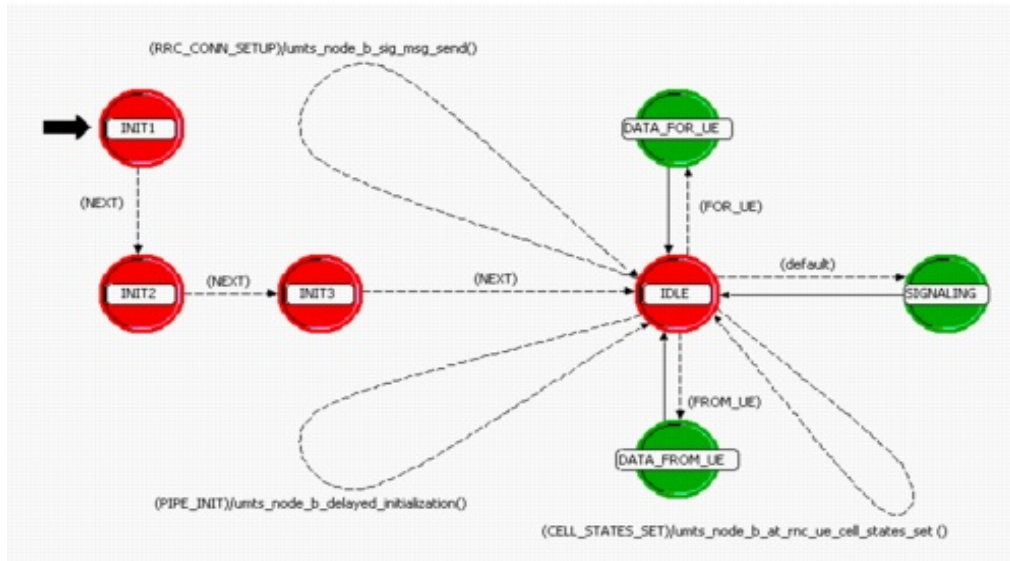 (RRC_CONN_SETUP)/umts_node_b_sig_msg_send()
INIT1
DATA_FOR_UE
(NEXT)
(FOR_UE)
(default)
INIT2
(NEXT)
INIT3
(NEXT)
IDLE
SIGNALING
(FROM_UE)
DATA_FROM_UE
(PIPE_INIT)/umts_node_b_delayed_initialization()
(CELL_STATES_SET)/umts_node_b_at_rnc_ue_cell_states_set ()